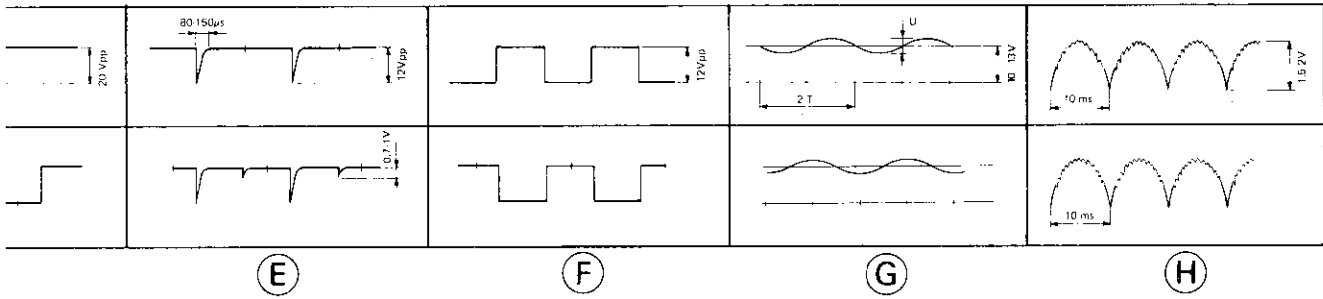 20 Vpp
80-150µs
12Vpp
12Vpp
U
10 13V
2 T
10 ms
1.5 2V
0.7-1V
10 ms
E
F
G
H